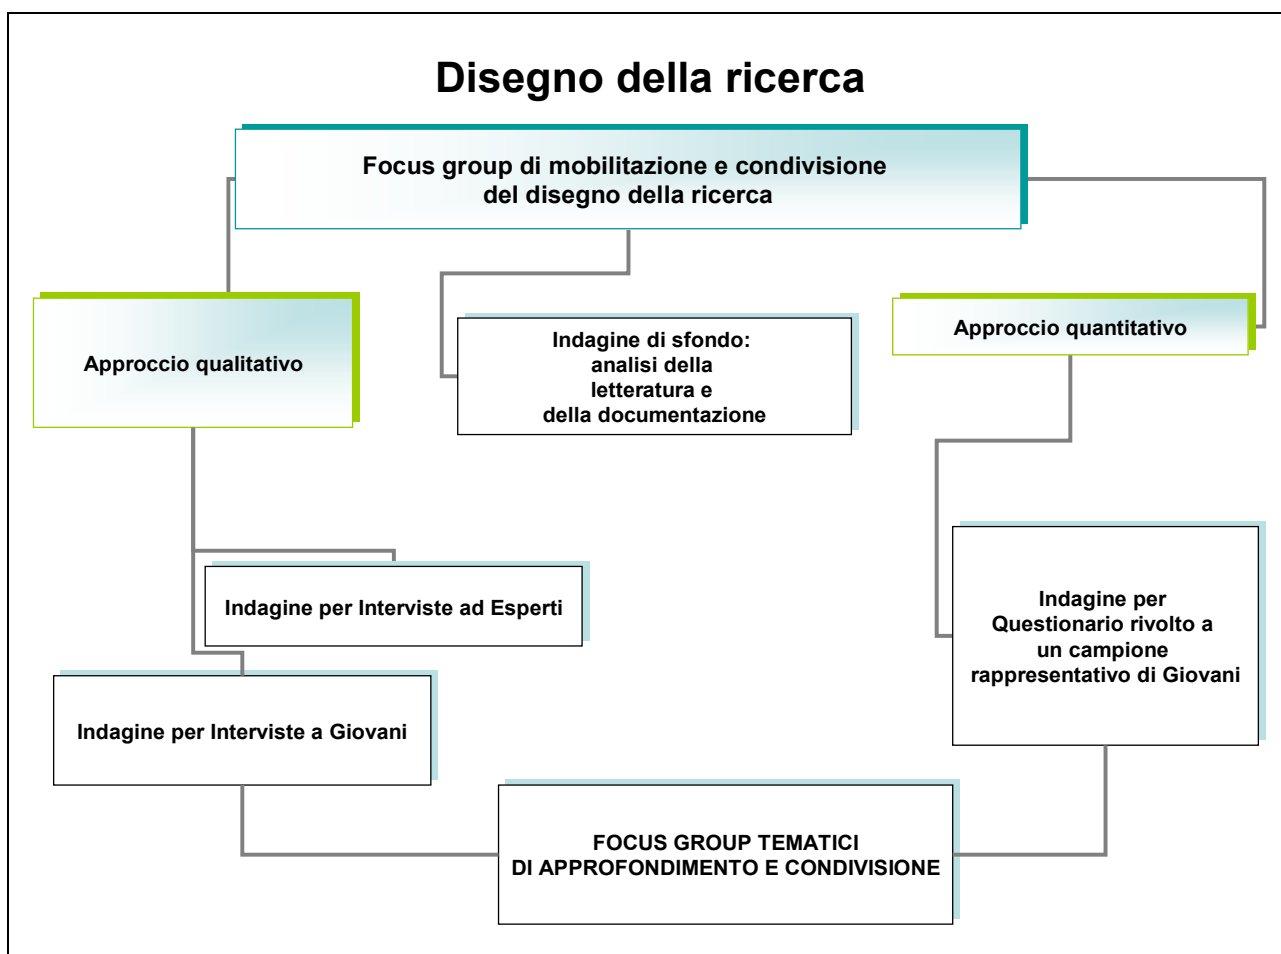 Disegno della ricerca
Focus group di mobilitazione e condivisione
del disegno della ricerca
Approccio qualitativo
Indagine di sfondo:
analisi della
letteratura e
della documentazione
Approccio quantitativo
Indagine per Interviste ad Esperti
Indagine per
Questionario rivolto a
un campione
rappresentativo di Giovani
Indagine per Interviste a Giovani
FOCUS GROUP TEMATICI
DI APPROFONDIMENTO E CONDIVISIONE